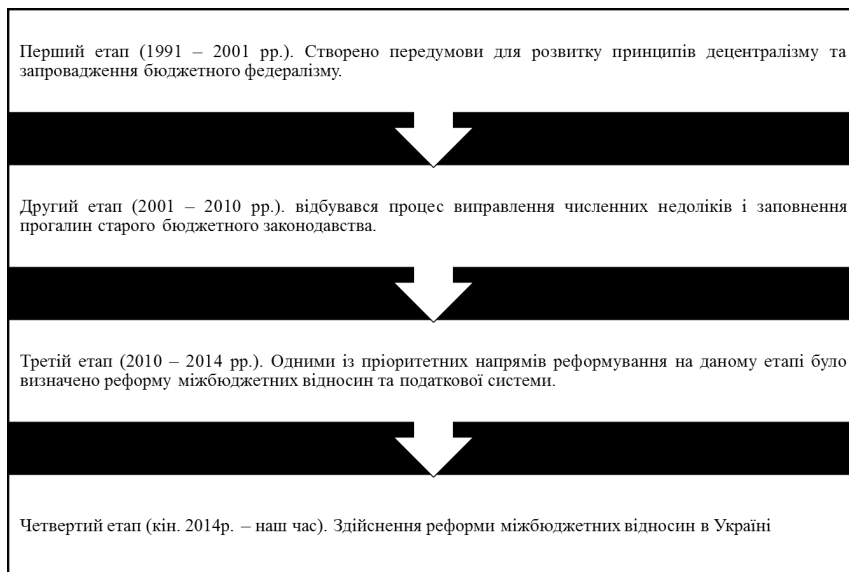 Перший етап (1991 – 2001 рр.). Створено передумови для розвитку принципів децентралізму та
запровадження бюджетного федералізму.
Другий етап (2001 – 2010 рр.). відбувався процес виправлення численних недоліків і заповнення
прогалин старого бюджетного законодавства.
Третій етап (2010 – 2014 рр.). Одними із пріоритетних напрямів реформування на даному етапі було
визначено реформу міжбюджетних відносин та податкової системи.
Четвертий етап (кін. 2014р. – наш час). Здійснення реформи міжбюджетних відносин в Україні